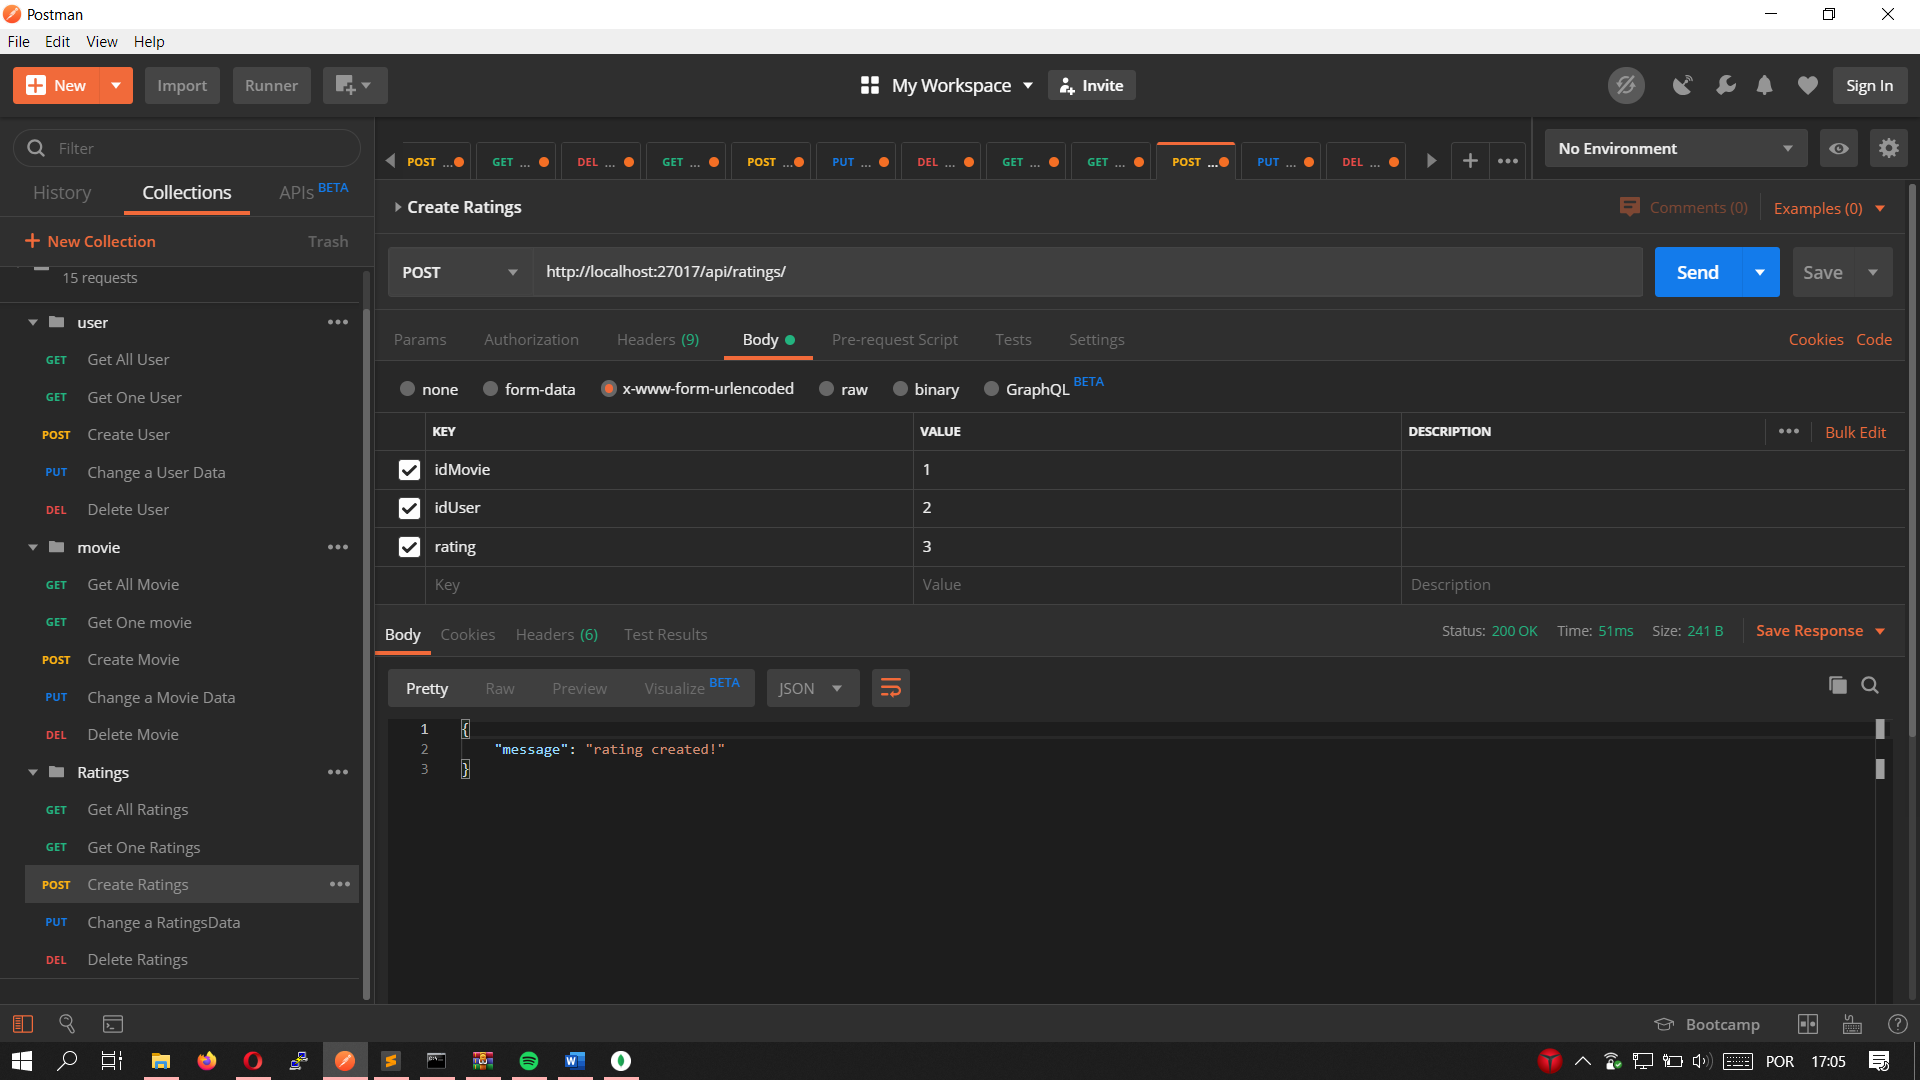 Postman
File Edit View Help
New Import Runner My Workspace Invite Sign In
Filter
POST ... GET ... DEL ... GET ... POST ... PUT ... DEL ... GET ... GET ... POST ... PUT ... DEL ...
No Environment
History Collections APIs BETA
New Collection Trash
15 requests
user
GET Get All User
GET Get One User
POST Create User
PUT Change a User Data
DEL Delete User
movie
GET Get All Movie
GET Get One movie
POST Create Movie
PUT Change a Movie Data
DEL Delete Movie
Ratings
GET Get All Ratings
GET Get One Ratings
POST Create Ratings
PUT Change a RatingsData
DEL Delete Ratings
Create Ratings Comments (0) Examples (0)
POST http://localhost:27017/api/ratings/ Send Save
Params Authorization Headers (9) Body Pre-request Script Tests Settings Cookies Code
none form-data x-www-form-urlencoded raw binary GraphQL BETA
KEY VALUE DESCRIPTION Bulk Edit
idMovie 1
idUser 2
rating 3
Key Value Description
Body Cookies Headers (6) Test Results Status: 200 OK Time: 51ms Size: 241 B Save Response
Pretty Raw Preview Visualize BETA JSON
1 {
2 "message": "rating created!"
3 }
Bootcamp
POR 17:05